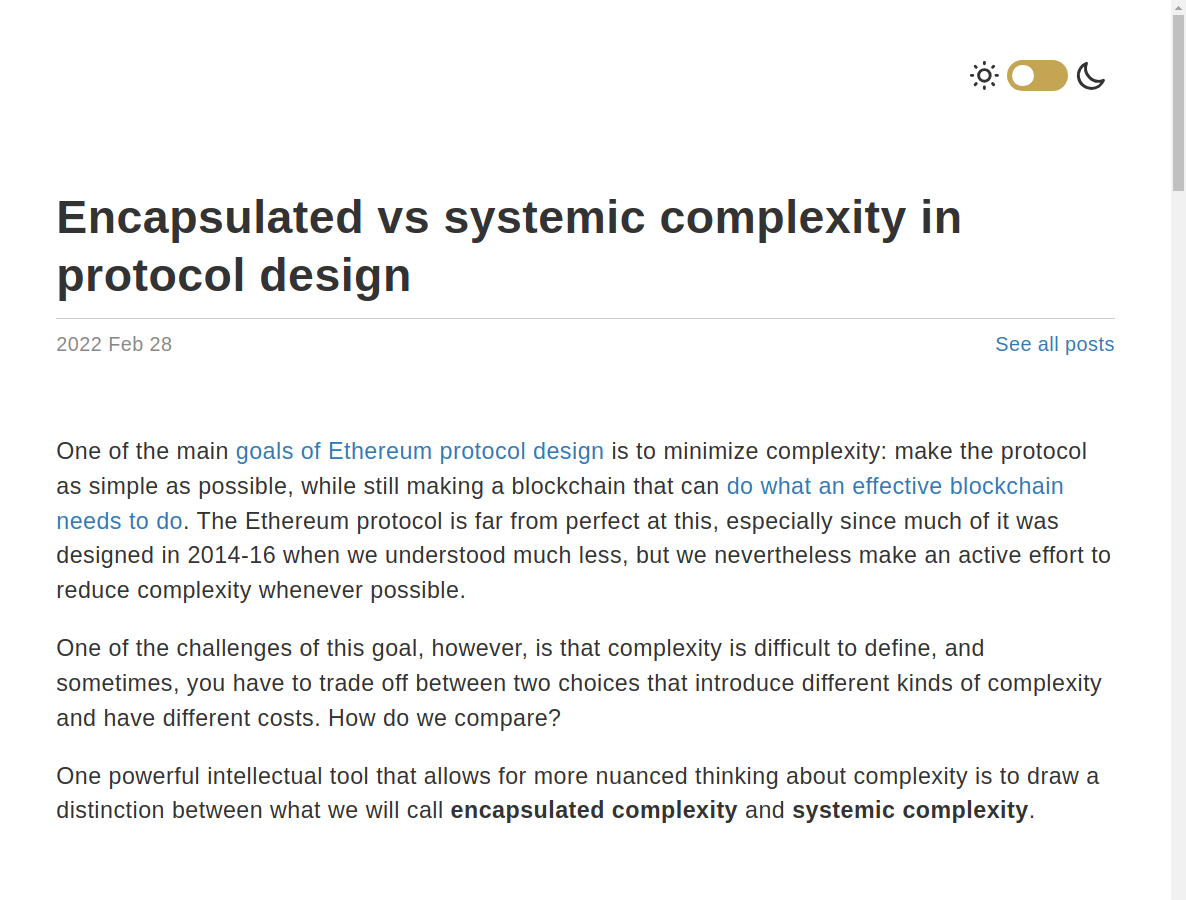 Encapsulated vs systemic complexity in
protocol design
2022 Feb 28 See all posts
One of the main goals of Ethereum protocol design is to minimize complexity: make the protocol
as simple as possible, while still making a blockchain that can do what an effective blockchain
needs to do. The Ethereum protocol is far from perfect at this, especially since much of it was
designed in 2014-16 when we understood much less, but we nevertheless make an active effort to
reduce complexity whenever possible.
One of the challenges of this goal, however, is that complexity is difficult to define, and
sometimes, you have to trade off between two choices that introduce different kinds of complexity
and have different costs. How do we compare?
One powerful intellectual tool that allows for more nuanced thinking about complexity is to draw a
distinction between what we will call encapsulated complexity and systemic complexity.